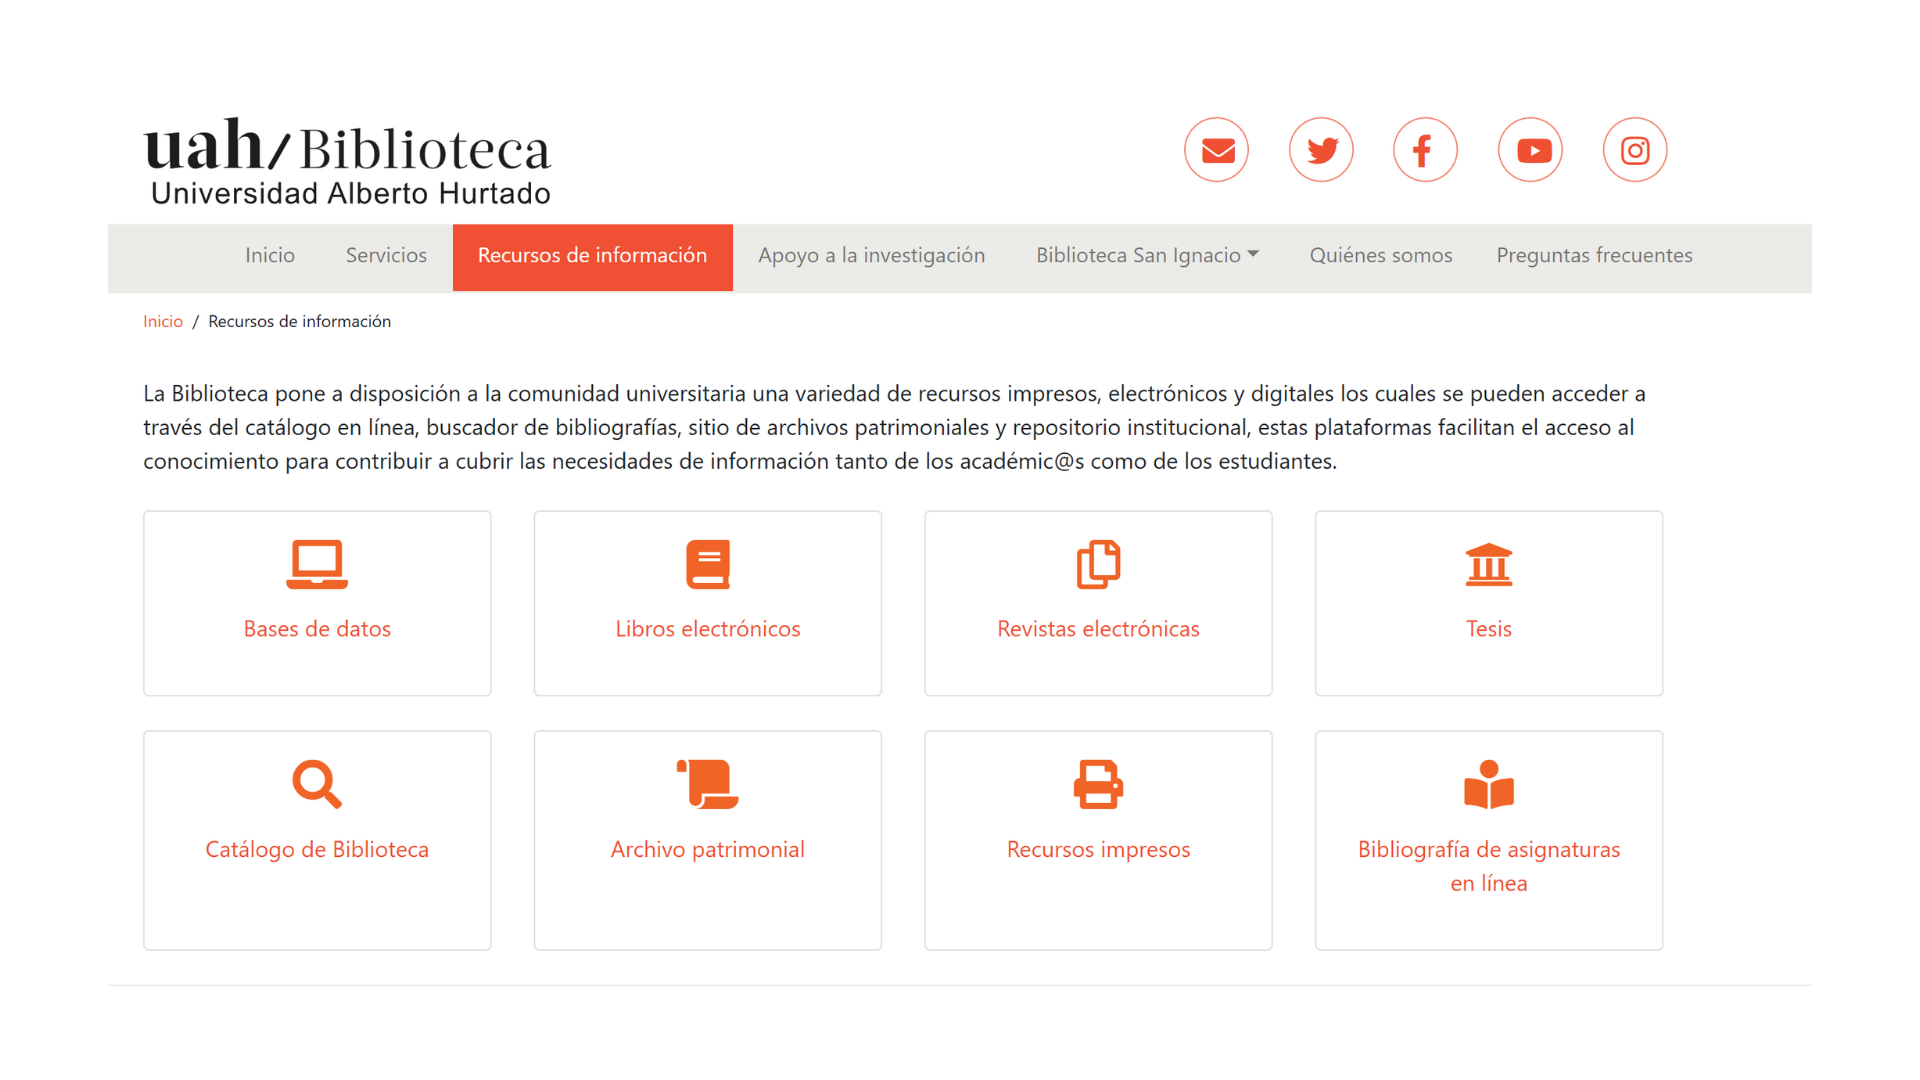 uah/Biblioteca
Universidad Alberto Hurtado
Inicio
Servicios
Recursos de información
Apoyo a la investigación
Biblioteca San Ignacio
Quiénes somos
Preguntas frecuentes
Inicio / Recursos de información
La Biblioteca pone a disposición a la comunidad universitaria una variedad de recursos impresos, electrónicos y digitales los cuales se pueden acceder a
través del catálogo en línea, buscador de bibliografías, sitio de archivos patrimoniales y repositorio institucional, estas plataformas facilitan el acceso al
conocimiento para contribuir a cubrir las necesidades de información tanto de los académic@s como de los estudiantes.
Bases de datos
Libros electrónicos
Revistas electrónicas
Tesis
Catálogo de Biblioteca
Archivo patrimonial
Recursos impresos
Bibliografía de asignaturas
en línea